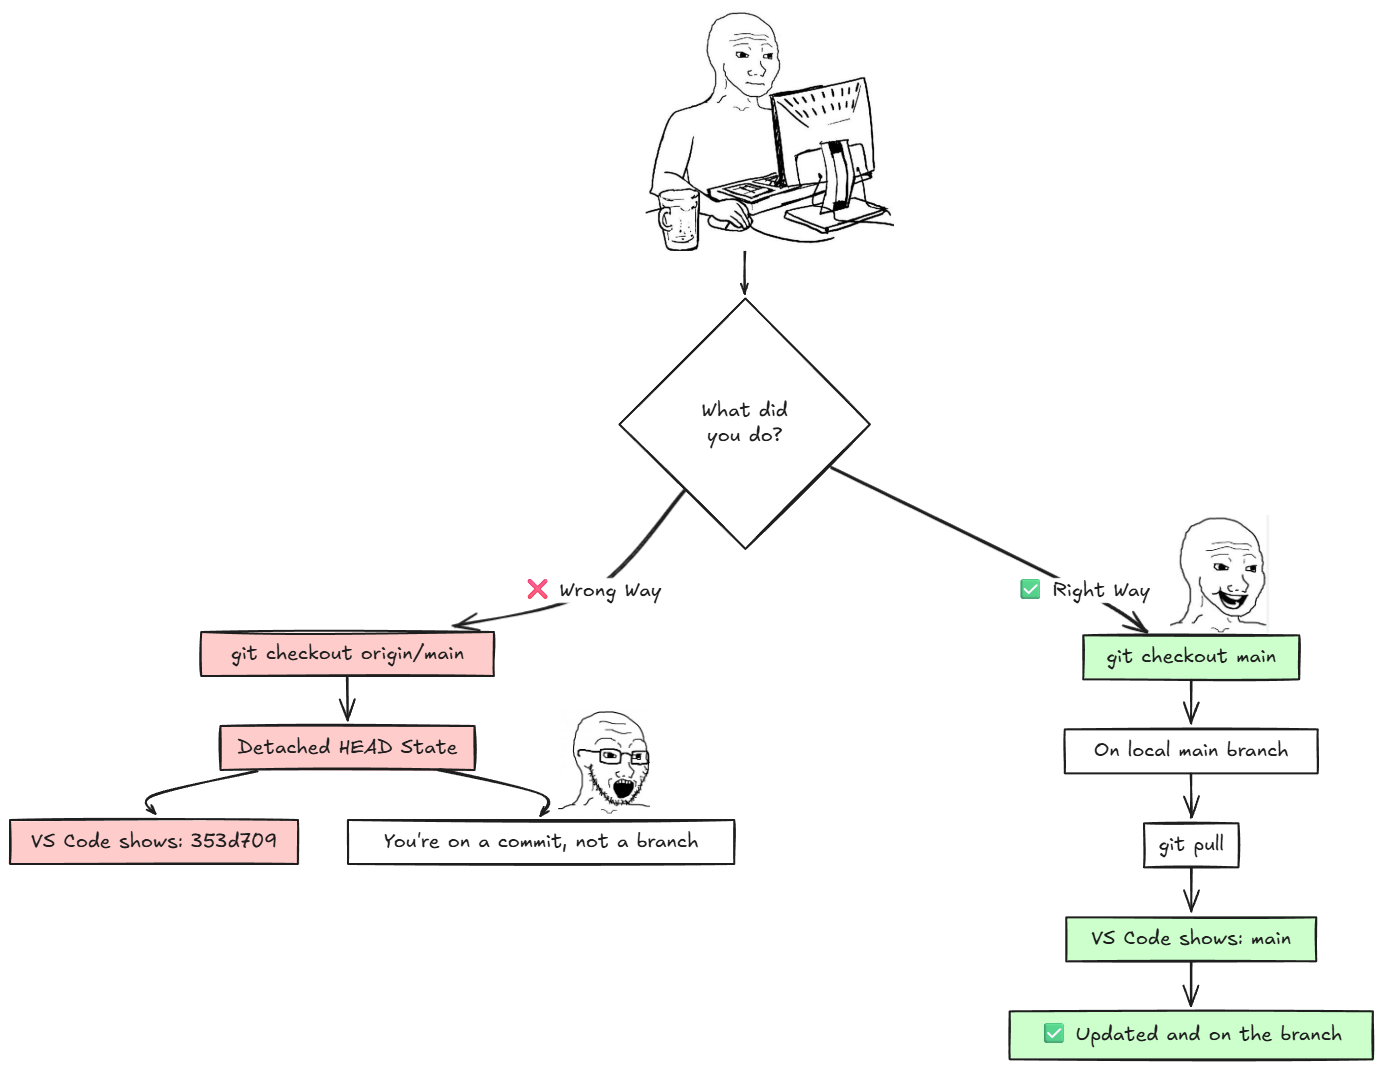 What did
you do?
❌ Wrong Way
✅ Right Way
git checkout origin/main
git checkout main
Detached HEAD State
On local main branch
VS Code shows: 353d709
You're on a commit, not a branch
git pull
VS Code shows: main
✅ Updated and on the branch